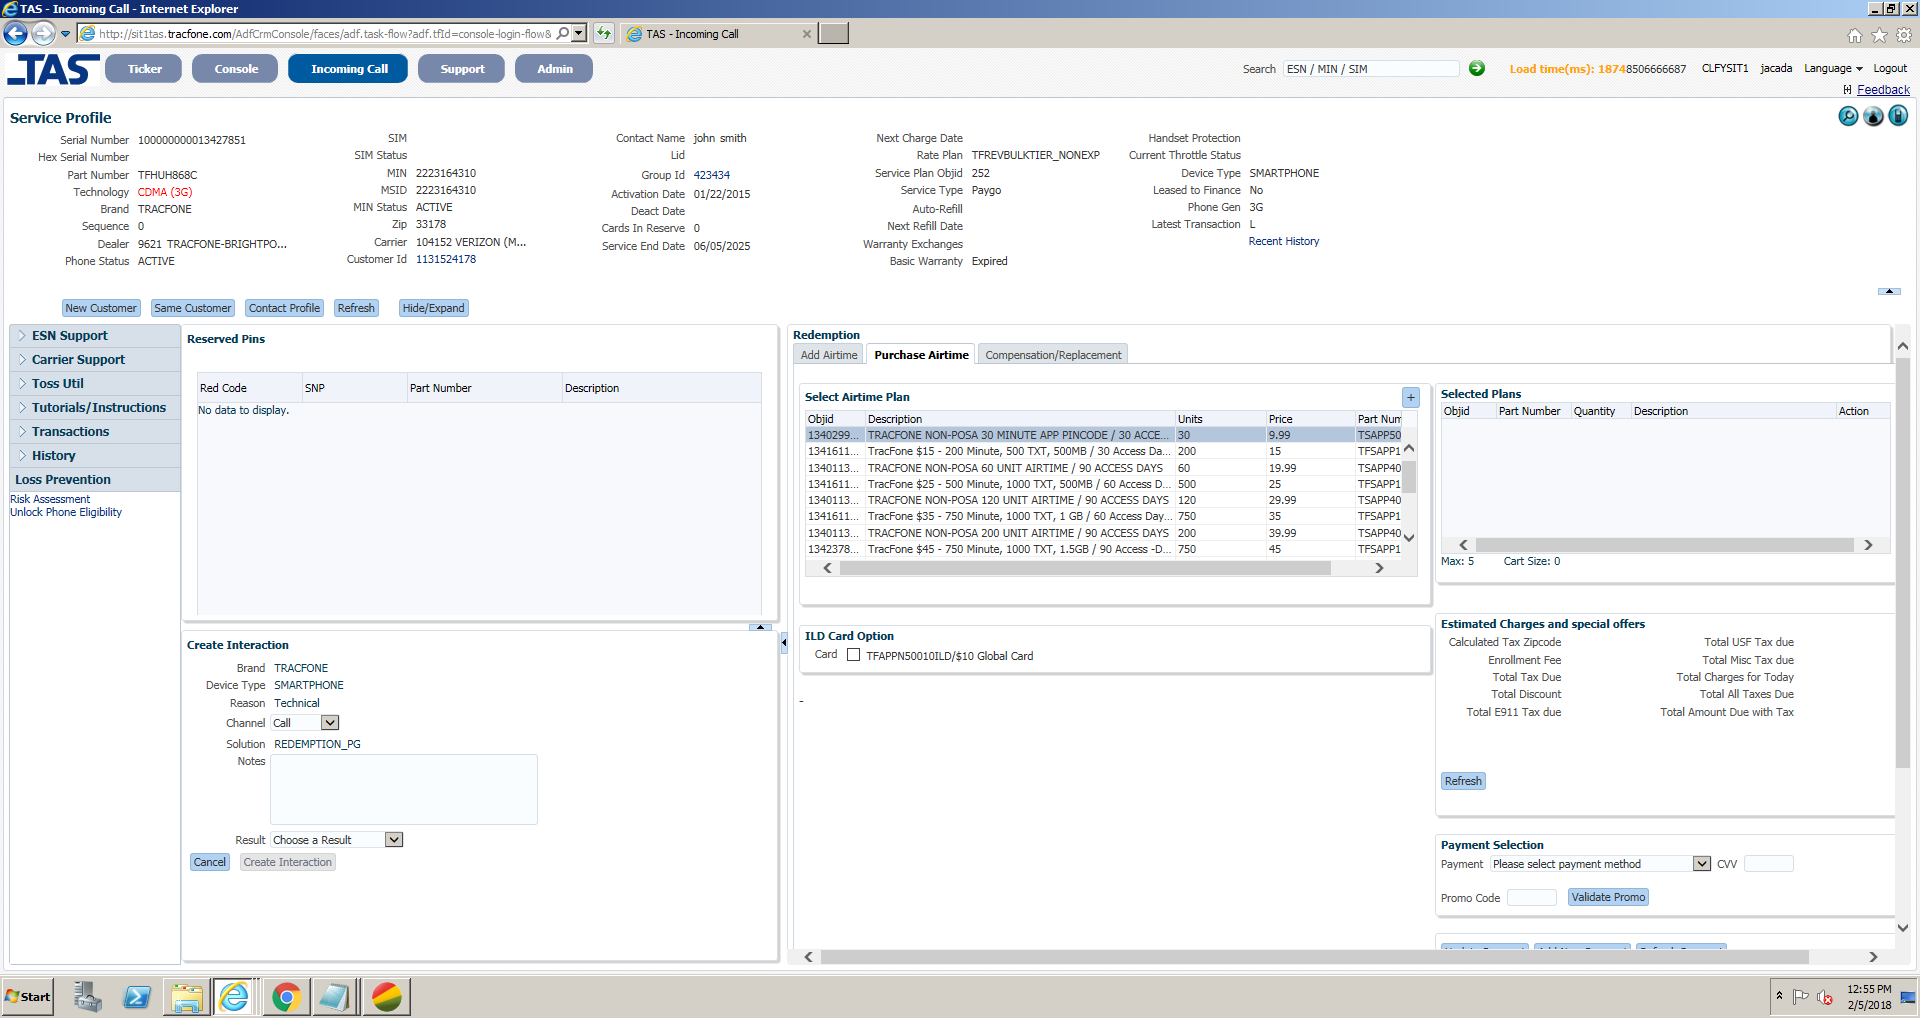 TAS - Incoming Call - Internet Explorer
http://sit1tas.tracfone.com/AdfCrmConsole/faces/adf.task-flow?adf.tfId=console-login-flow&
TAS - Incoming Call
TAS
Ticker
Console
Incoming Call
Support
Admin
Search
ESN / MIN / SIM
Load time(ms): 18748506666687
CLFYSIT1
jacada
Language
Logout
Feedback
Service Profile
Serial Number 100000000013427851
Hex Serial Number
Part Number TFHUH868C
Technology CDMA (3G)
Brand TRACFONE
Sequence 0
Dealer 9621 TRACFONE-BRIGHTPO...
Phone Status ACTIVE
SIM
SIM Status
MIN 2223164310
MSID 2223164310
MIN Status ACTIVE
Zip 33178
Carrier 104152 VERIZON (M...
Customer Id 1131524178
Contact Name john smith
Lid
Group Id 423434
Activation Date 01/22/2015
Deact Date
Cards In Reserve 0
Service End Date 06/05/2025
Next Charge Date
Rate Plan TFREVBULKTIER_NONEXP
Service Plan Objid 252
Service Type Paygo
Auto-Refill
Next Refill Date
Warranty Exchanges
Basic Warranty Expired
Handset Protection
Current Throttle Status
Device Type SMARTPHONE
Leased to Finance No
Phone Gen 3G
Latest Transaction L
Recent History
New Customer
Same Customer
Contact Profile
Refresh
Hide/Expand
ESN Support
Carrier Support
Toss Util
Tutorials/Instructions
Transactions
History
Loss Prevention
Risk Assessment
Unlock Phone Eligibility
Reserved Pins
Red Code SNP Part Number Description
No data to display.
Create Interaction
Brand TRACFONE
Device Type SMARTPHONE
Reason Technical
Channel Call
Solution REDEMPTION_PG
Notes
Result Choose a Result
Cancel
Create Interaction
Redemption
Add Airtime
Purchase Airtime
Compensation/Replacement
Select Airtime Plan
+
Objid Description Units Price Part Num
1340299... TRACFONE NON-POSA 30 MINUTE APP PINCODE / 30 ACCE... 30 9.99 TSAPP50
1341611... TracFone $15 - 200 Minute, 500 TXT, 500MB / 30 Access Da... 200 15 TFSAPP1
1340113... TRACFONE NON-POSA 60 UNIT AIRTIME / 90 ACCESS DAYS 60 19.99 TSAPP40
1341611... TracFone $25 - 500 Minute, 1000 TXT, 500MB / 60 Access D... 500 25 TFSAPP1
1340113... TRACFONE NON-POSA 120 UNIT AIRTIME / 90 ACCESS DAYS 120 29.99 TSAPP40
1341611... TracFone $35 - 750 Minute, 1000 TXT, 1 GB / 60 Access Day... 750 35 TFSAPP1
1340113... TRACFONE NON-POSA 200 UNIT AIRTIME / 90 ACCESS DAYS 200 39.99 TSAPP40
1342378... TracFone $45 - 750 Minute, 1000 TXT, 1.5GB / 90 Access -D... 750 45 TFSAPP1
ILD Card Option
Card TFAPPN50010ILD/$10 Global Card
-
Selected Plans
Objid Part Number Quantity Description Action
Max: 5 Cart Size: 0
Estimated Charges and special offers
Calculated Tax Zipcode Total USF Tax due
Enrollment Fee Total Misc Tax due
Total Tax Due Total Charges for Today
Total Discount Total All Taxes Due
Total E911 Tax due Total Amount Due with Tax
Refresh
Payment Selection
Payment Please select payment method CVV
Promo Code Validate Promo
Start
12:55 PM
2/5/2018